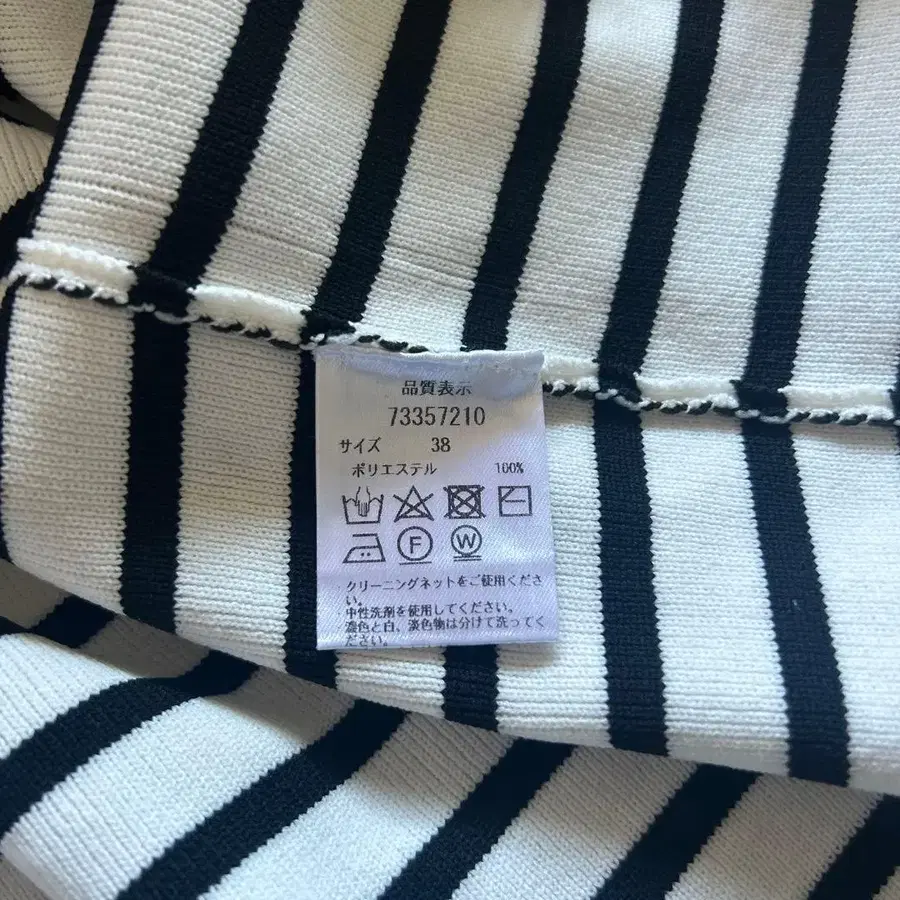 品質表示
73357210
サイズ 38
ポリエステル 100%
F W
クリーニングネットをご使用くださ
い。
中性洗剤を使用してください。
濃色と白、淡色物は分けて洗ってく
ださい。